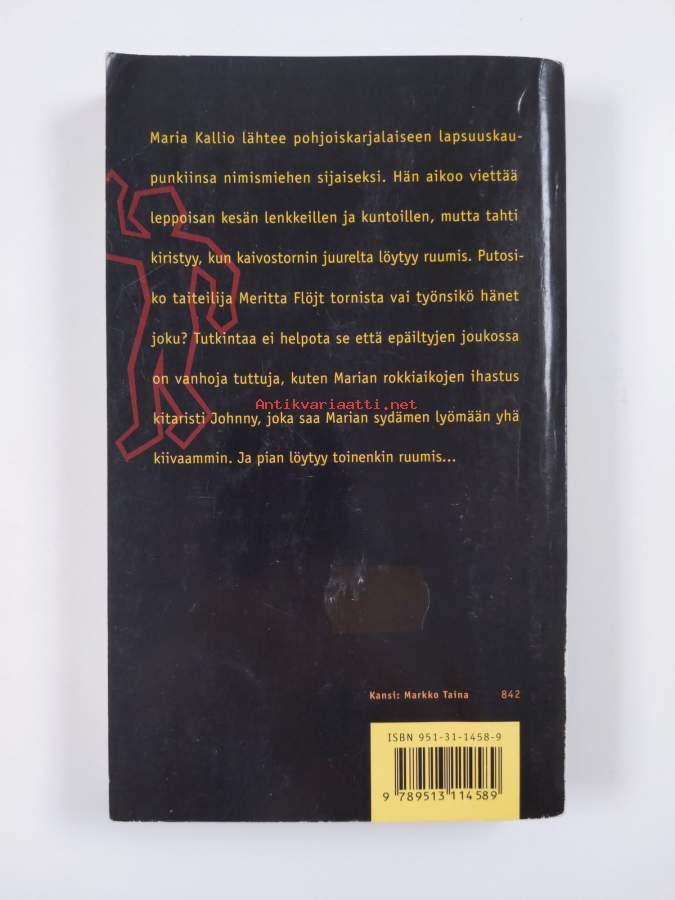 Maria Kallio lähtee pohjoiskarjalaiseen lapsuuskau-
punkiinsa nimismiehen sijaiseksi. Hän aikoo viettää
leppoisan kesän lenkkeillen ja kuntoillen, mutta tahti
kiristyy, kun kaivostornin juurelta löytyy ruumis. Putosi-
ko taiteilija Meritta Flöjt tornista vai työnsikö hänet
joku? Tutkintaa ei helpota se että epäiltyjen joukossa
on vanhoja tuttuja, kuten Marian rokkiaikojen ihastus
Antikvariaatti.net
kitaristi Johnny, joka saa Marian sydämen lyömään yhä
kiivaammin. Ja pian löytyy toinenkin ruumis...
Kansi: Markko Taina 842
ISBN 951-31-1458-9
9 789513 114589